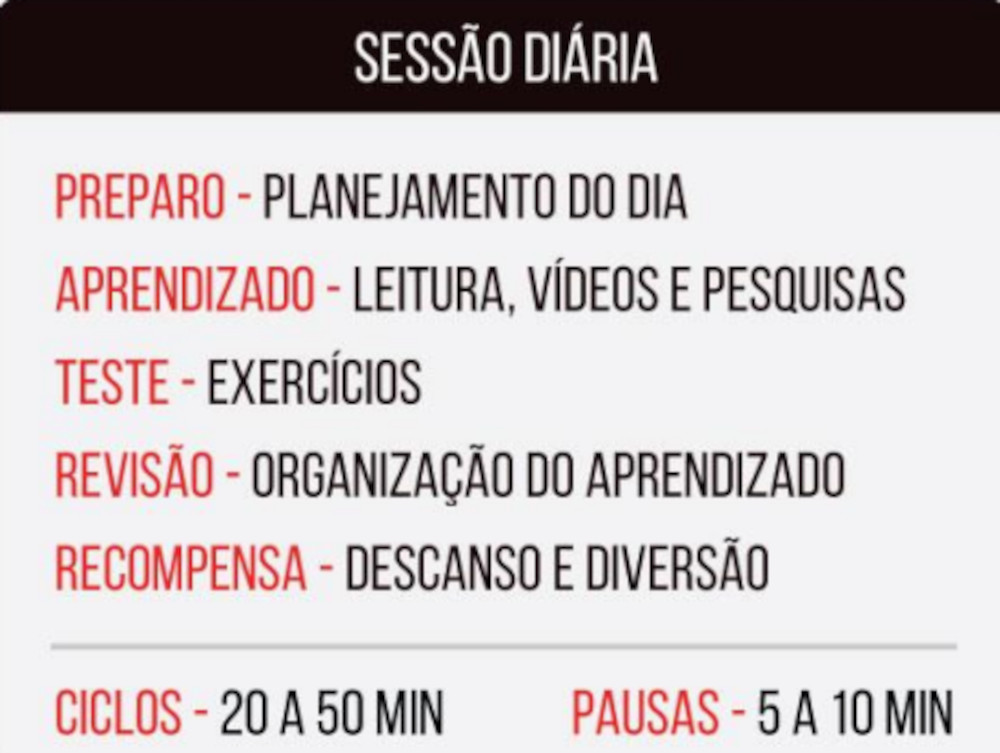 SESSÃO DIÁRIA
PREPARO - PLANEJAMENTO DO DIA
APRENDIZADO - LEITURA, VÍDEOS E PESQUISAS
TESTE - EXERCÍCIOS
REVISÃO - ORGANIZAÇÃO DO APRENDIZADO
RECOMPENSA - DESCANSO E DIVERSÃO
CICLOS - 20 A 50 MIN PAUSAS - 5 A 10 MIN